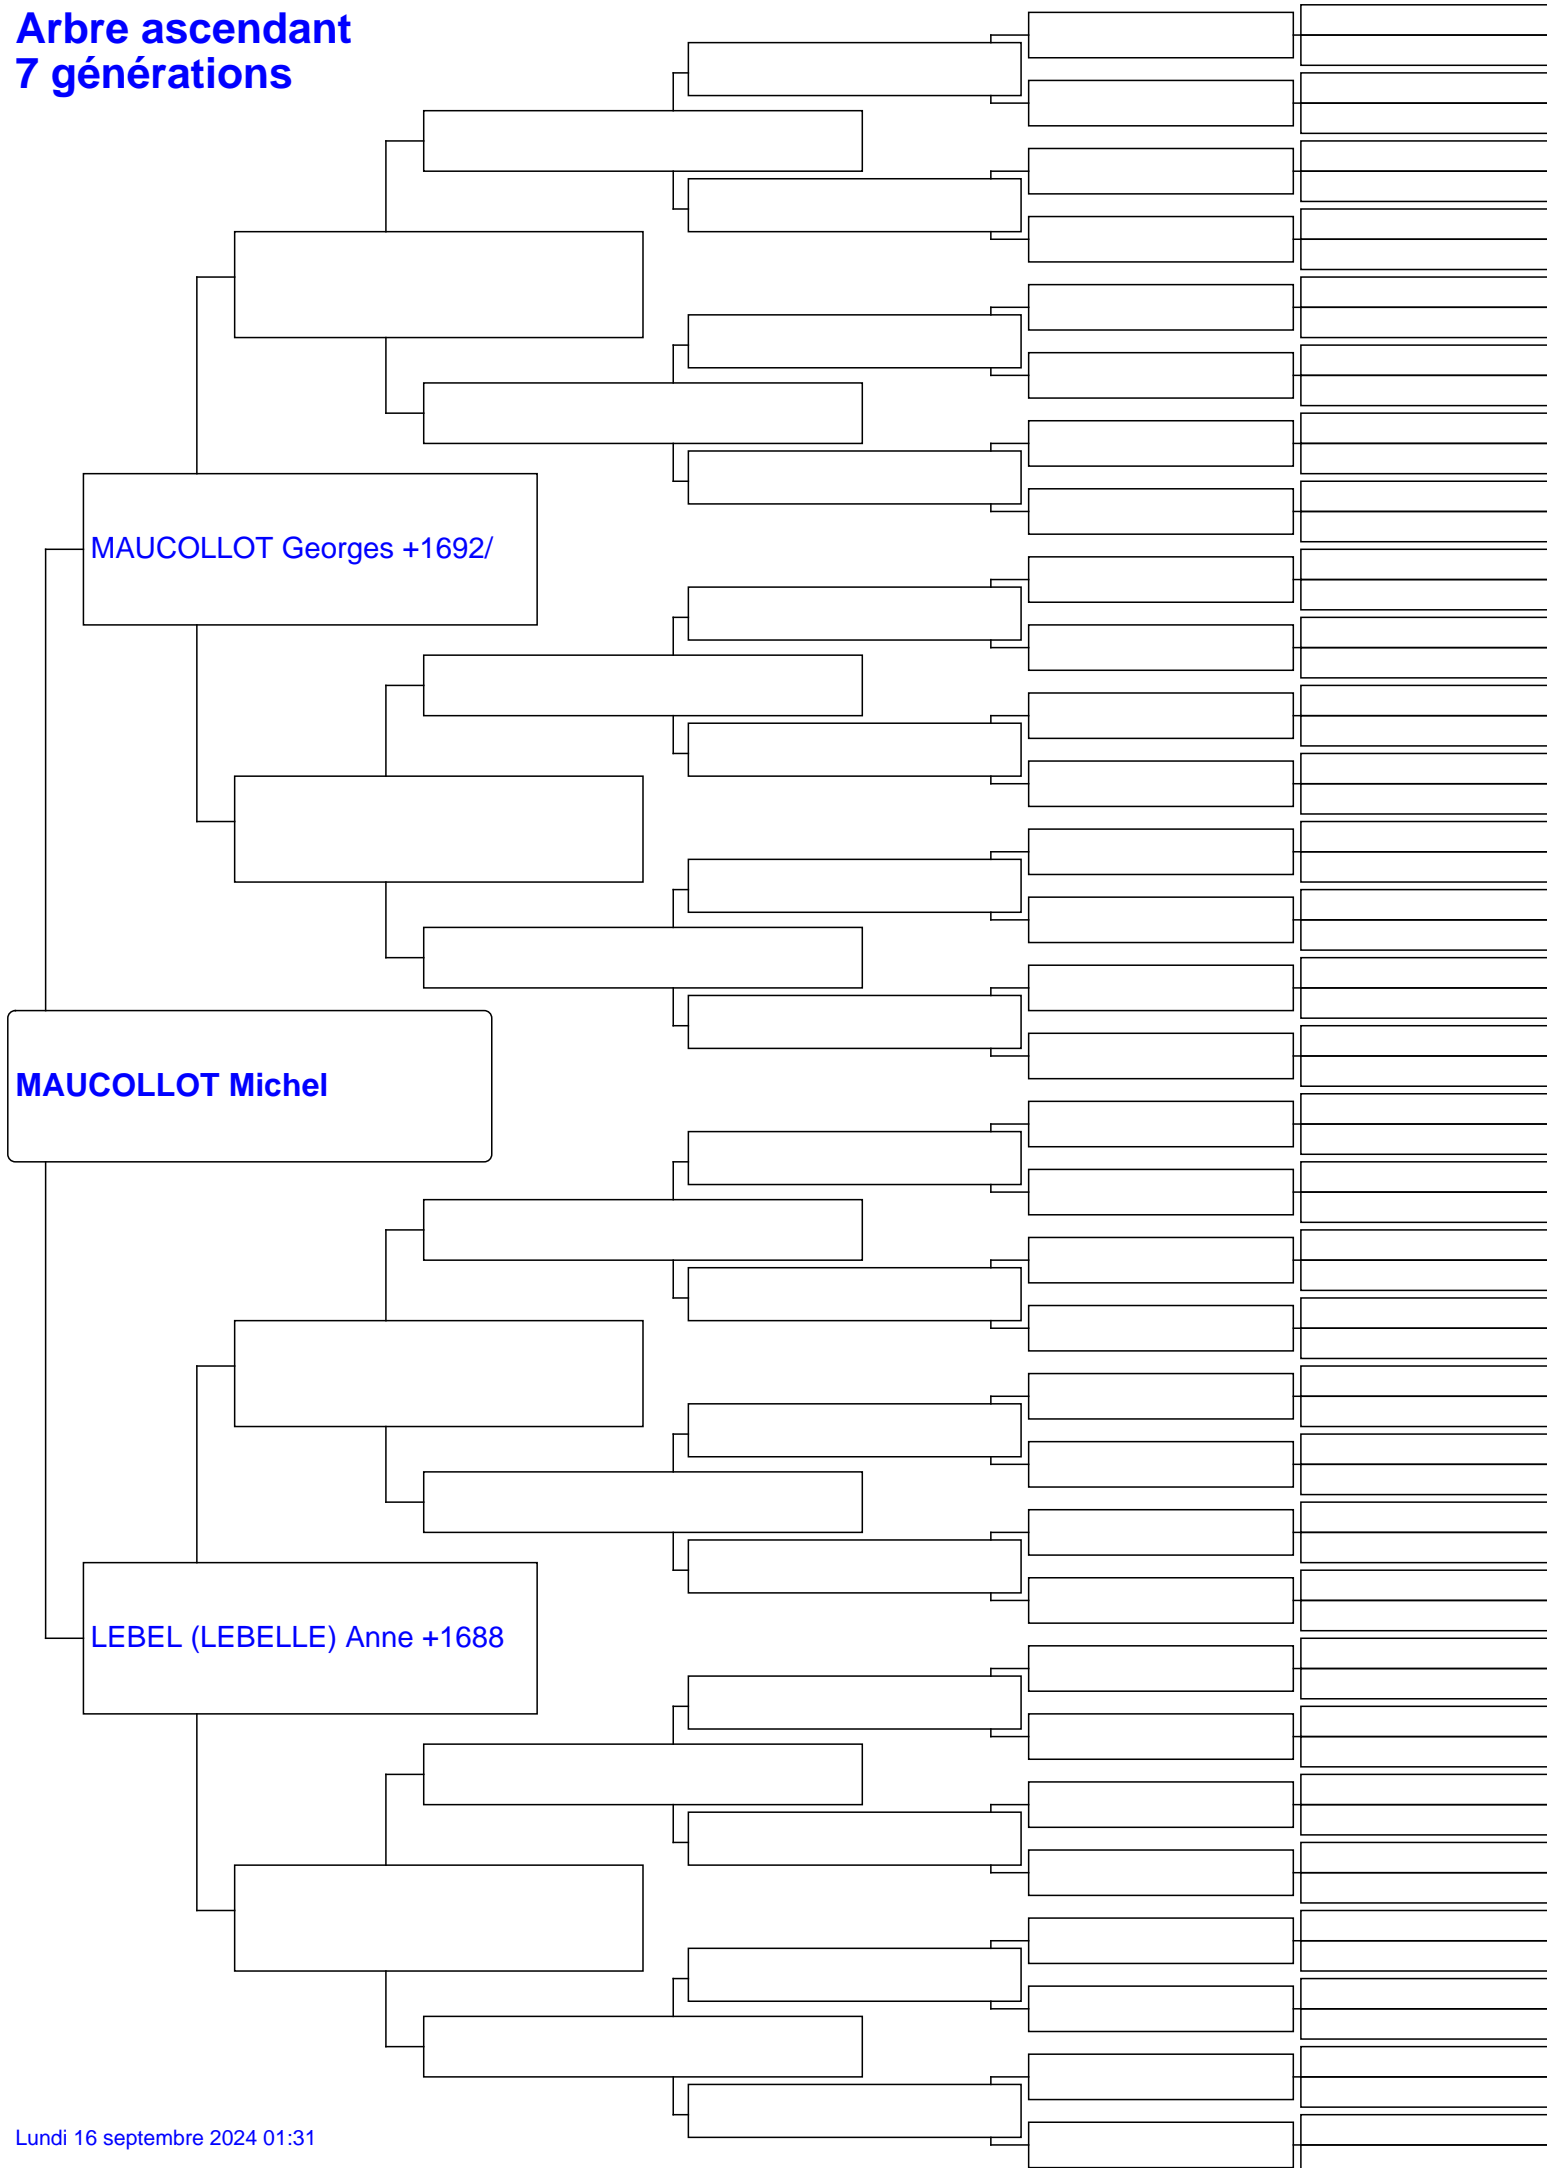 Arbre ascendant
7 générations
MAUCOLLOT Georges +1692/
MAUCOLLOT Michel
LEBEL (LEBELLE) Anne +1688
Lundi 16 septembre 2024 01:31